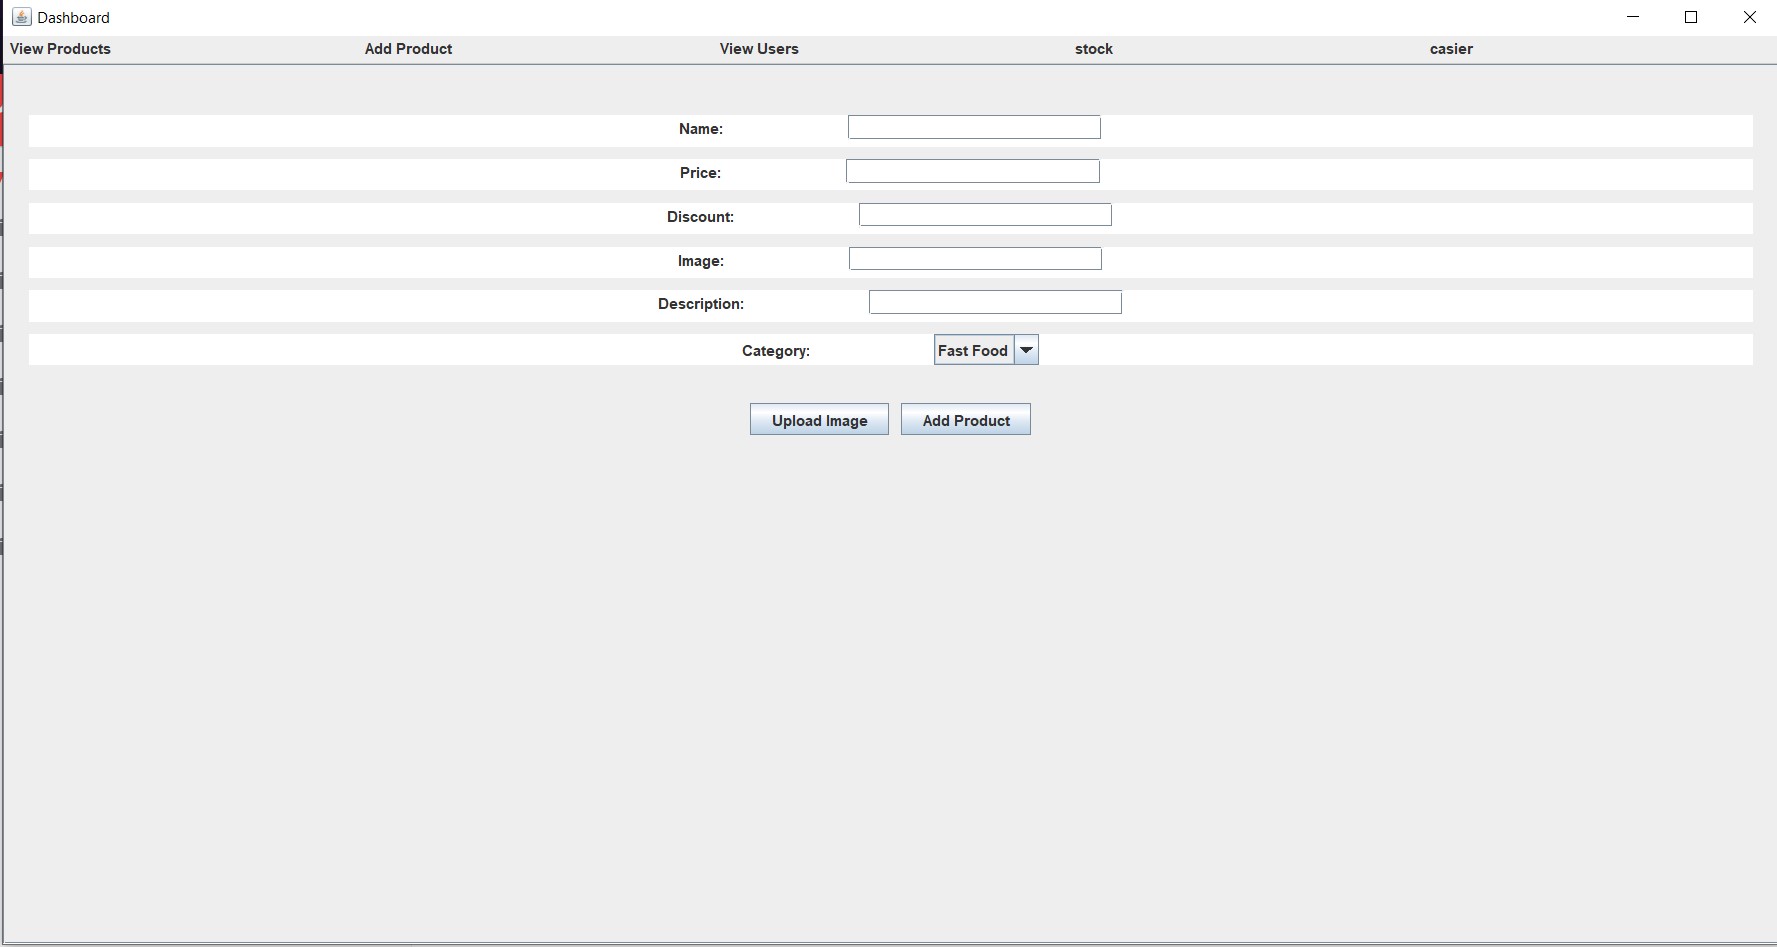 Dashboard
View Products Add Product View Users stock casier
Name:
Price:
Discount:
Image:
Description:
Category: Fast Food
Upload Image Add Product